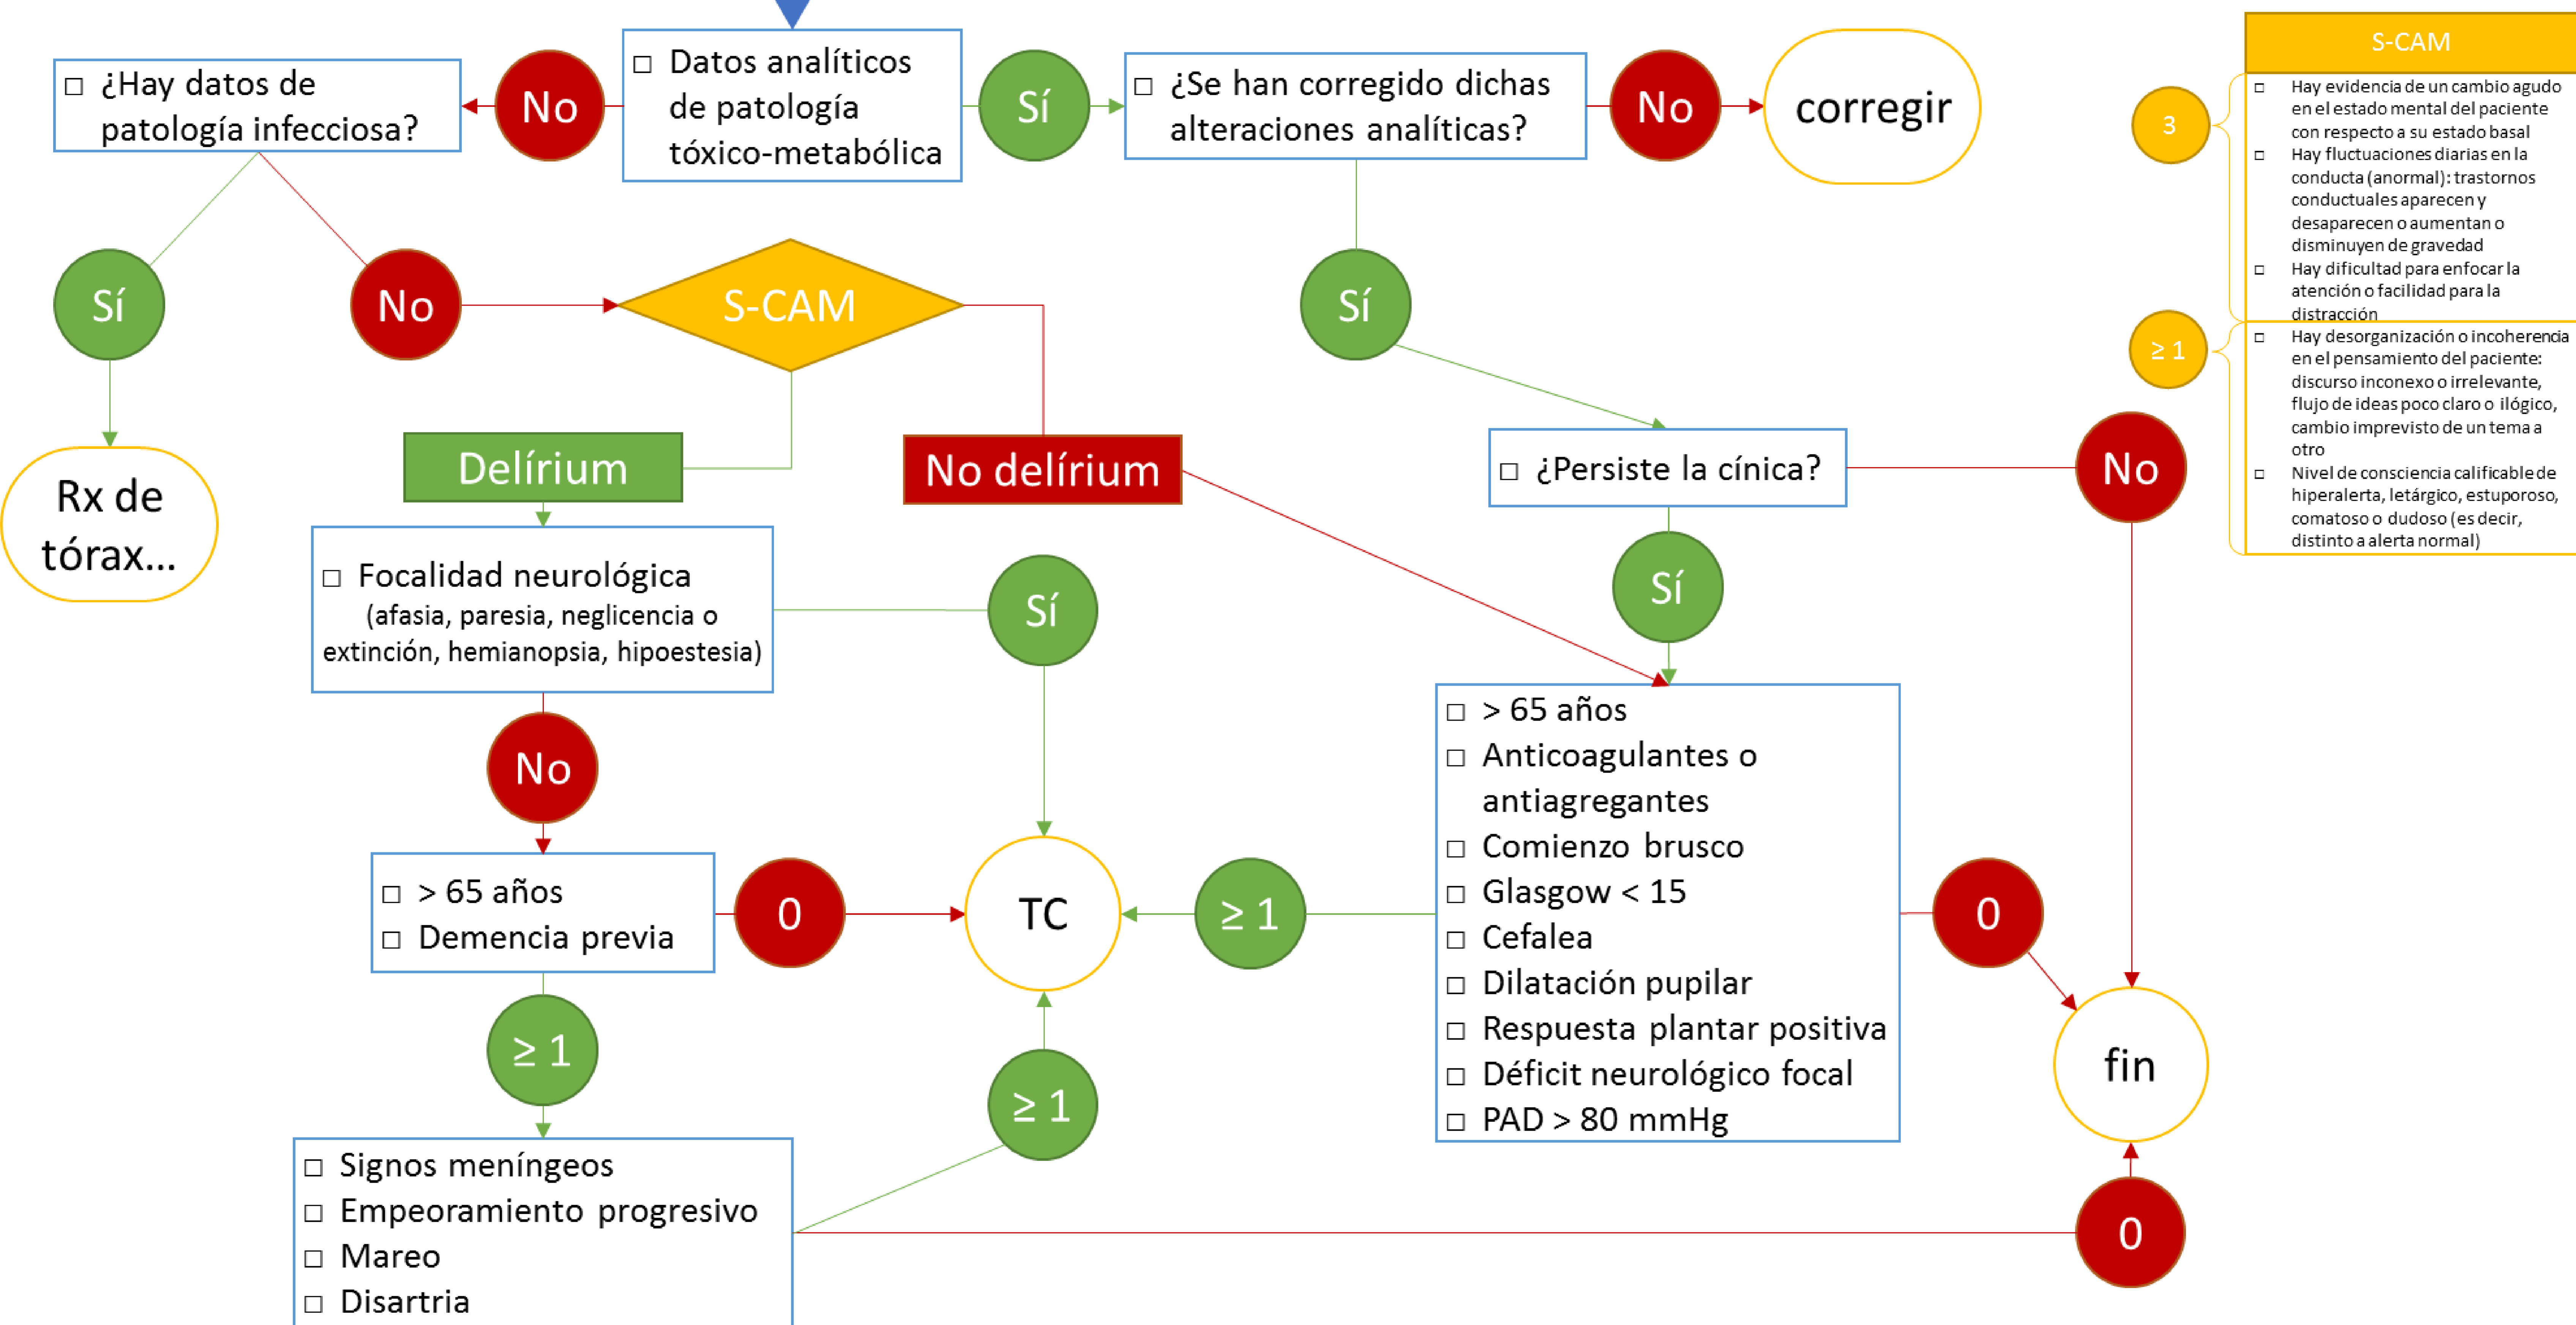 □ ¿Hay datos de
patología infecciosa?
No
□ Datos analíticos
de patología
tóxico-metabólica
Sí
□ ¿Se han corregido dichas
alteraciones analíticas?
No
corregir
S-CAM
3
□ Hay evidencia de un cambio agudo
en el estado mental del paciente
con respecto a su estado basal
□ Hay fluctuaciones diarias en la
conducta (anormal): trastornos
conductuales aparecen y
desaparecen o aumentan o
disminuyen de gravedad
□ Hay dificultad para enfocar la
atención o facilidad para la
distracción
≥ 1
□ Hay desorganización o incoherencia
en el pensamiento del paciente:
discurso inconexo o irrelevante,
flujo de ideas poco claro o ilógico,
cambio imprevisto de un tema a
otro
□ Nivel de consciencia calificable de
hiperalerta, letárgico, estuporoso,
comatoso o dudoso (es decir,
distinto a alerta normal)
Sí
No
S-CAM
Sí
Rx de
tórax...
Delírium
No delírium
□ ¿Persiste la cínica?
No
□ Focalidad neurológica
(afasia, paresia, neglicencia o
extinción, hemianopsia, hipoestesia)
Sí
Sí
No
□ > 65 años
□ Demencia previa
0
TC
≥ 1
□ > 65 años
□ Anticoagulantes o
antiagregantes
□ Comienzo brusco
□ Glasgow < 15
□ Cefalea
□ Dilatación pupilar
□ Respuesta plantar positiva
□ Déficit neurológico focal
□ PAD > 80 mmHg
0
fin
≥ 1
≥ 1
□ Signos meníngeos
□ Empeoramiento progresivo
□ Mareo
□ Disartria
0